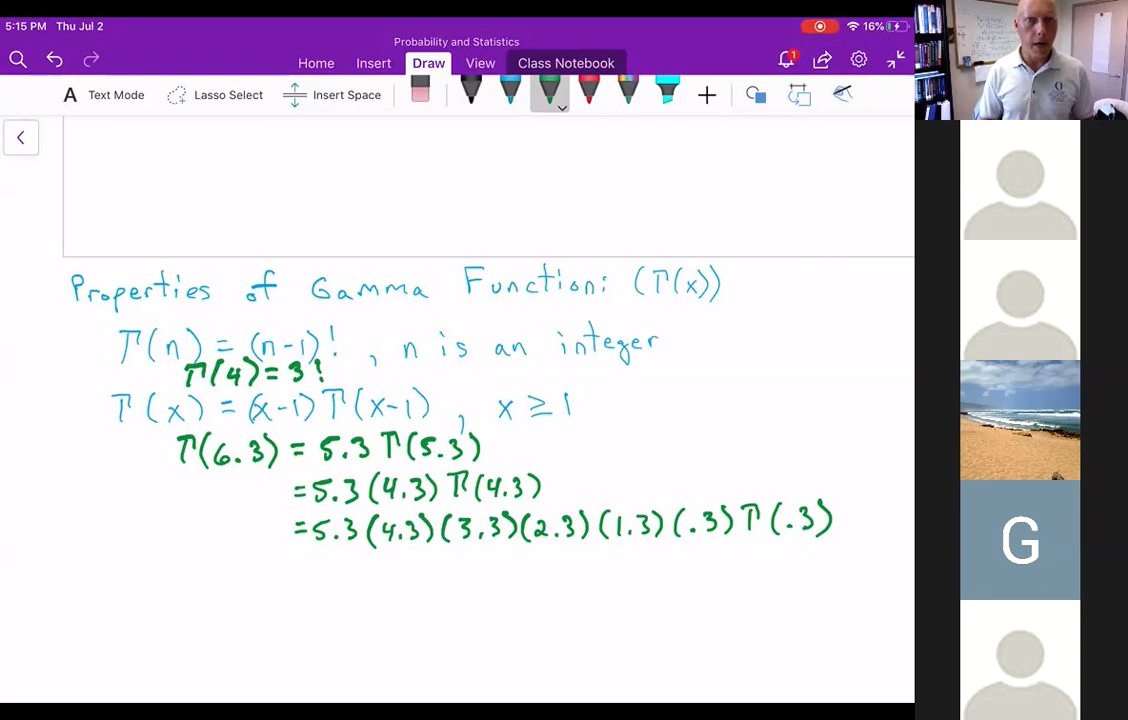 5:15 PM Thu Jul 2
16%
Probability and Statistics
Home Insert Draw View Class Notebook
1
A Text Mode Lasso Select Insert Space
Properties of Gamma Function: (Γ(x))
Γ(n) = (n-1)! , n is an integer
Γ(4) = 3!
Γ(x) = (x-1) Γ(x-1) , x ≥ 1
Γ(6.3) = 5.3 Γ(5.3)
= 5.3 (4.3) Γ(4.3)
= 5.3 (4.3) (3.3) (2.3) (1.3) (.3) Γ(.3)
G